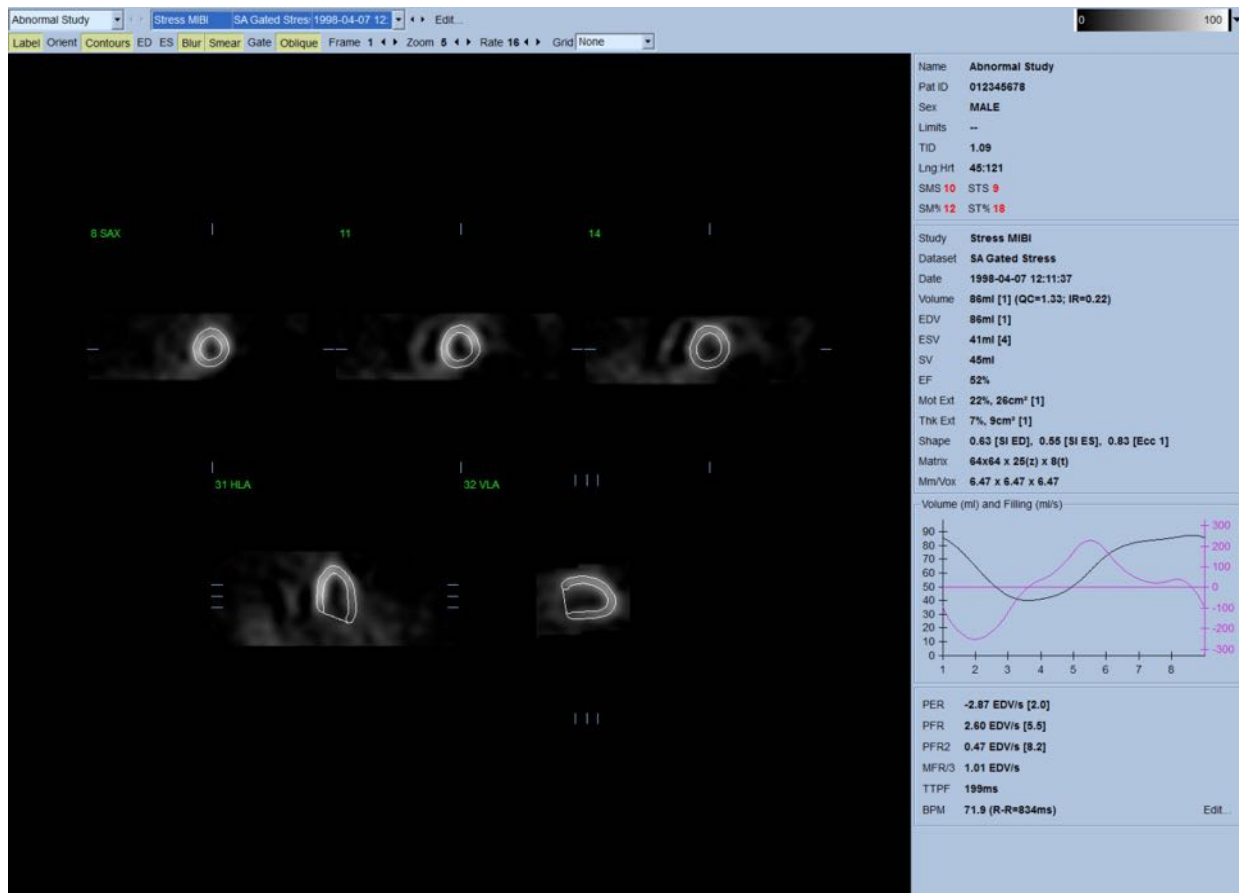 Abnormal Study Stress MIBI SA Gated Stres 1998-04-07 12: Edit... 0 100
Label Orient Contours ED ES Blur Smear Gate Oblique Frame 1 Zoom 5 Rate 16 Grid None
Name Abnormal Study
Pat ID 012345678
Sex MALE
Limits --
TID 1.09
Lng:Hrt 45:121
SMS 10 STS 9
SM% 12 ST% 18
8 SAX 11 14
Study Stress MIBI
Dataset SA Gated Stress
Date 1998-04-07 12:11:37
Volume 86ml [1] (QC=1.33; IR=0.22)
EDV 86ml [1]
ESV 41ml [4]
SV 45ml
EF 52%
Mot Ext 22%, 26cm² [1]
Thk Ext 7%, 9cm² [1]
Shape 0.63 [SI ED], 0.55 [SI ES], 0.83 [Ecc 1]
Matrix 64x64 x 25(z) x 8(t)
Mm/Vox 6.47 x 6.47 x 6.47
31 HLA 32 VLA
Volume (ml) and Filling (ml/s)
90 300
80 200
70
60 100
50 0
40
30 -100
20 -200
10
0 -300
1 2 3 4 5 6 7 8
PER -2.87 EDV/s [2.0]
PFR 2.60 EDV/s [5.5]
PFR2 0.47 EDV/s [8.2]
MFR/3 1.01 EDV/s
TTPF 199ms
BPM 71.9 (R-R=834ms) Edit...